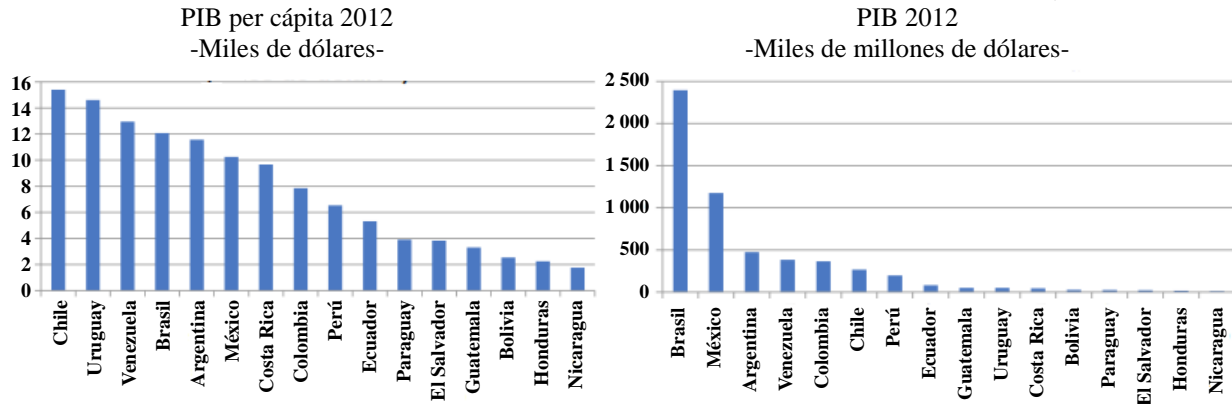 PIB per cápita 2012
-Miles de dólares-
16
14
12
10
8
6
4
2
0
Chile
Uruguay
Venezuela
Brasil
Argentina
México
Costa Rica
Colombia
Perú
Ecuador
Paraguay
El Salvador
Guatemala
Bolivia
Honduras
Nicaragua
PIB 2012
-Miles de millones de dólares-
2 500
2 000
1 500
1 000
500
0
Brasil
México
Argentina
Venezuela
Colombia
Chile
Perú
Ecuador
Guatemala
Uruguay
Costa Rica
Bolivia
Paraguay
El Salvador
Honduras
Nicaragua